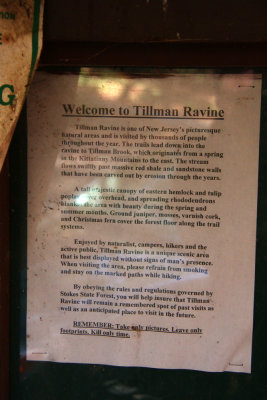 Welcome to Tillman Ravine
Tillman Ravine is one of New Jersey's picturesque
natural areas and is visited by thousands of people
throughout the year. The trails lead down into the
ravine to Tillman Brook, which originates from a spring
in the Kittatinny Mountains to the east. The stream
flows swiftly past massive red shale and sandstone walls
that have been carved out by erosion through the years.
A tall majestic canopy of eastern hemlock and tulip
poplar overhead, and spreading rhododendrons
blanket the area with beauty during the spring and
summer months. Ground juniper, mosses, varnish cork,
and Christmas fern cover the forest floor along the trail
systems.
Enjoyed by naturalist, campers, hikers and the
active public, Tillman Ravine is a unique scenic area
that is best displayed without signs of man's presence.
When visiting the area, please refrain from smoking
and stay on the marked paths while hiking.
By obeying the rules and regulations governed by
Stokes State Forest, you will help insure that Tillman
Ravine will remain a remembered spot of past visits as
well as an anticipated place to visit in the future.
REMEMBER: Take only pictures. Leave only
footprints. Kill only time.